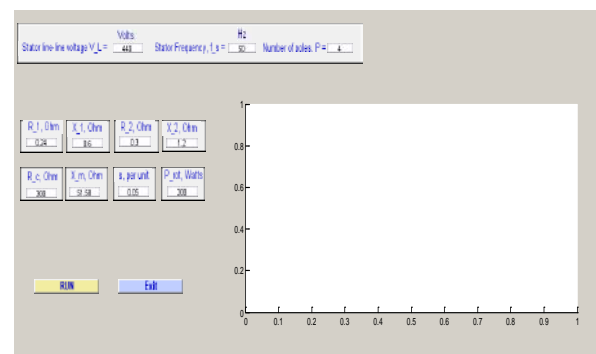 Volts Hz
Stator line-line voltage V_L = 440 Stator Frequency, f_s = 50 Number of poles, P = 4
R_1, Ohm X_1, Ohm R_2, Ohm X_2, Ohm
0.24 0.6 0.3 1.2
R_c, Ohm X_m, Ohm s, per unit P_rot, Watts
300 0.05 300
RUN Exit
1
0.8
0.6
0.4
0.2
0
0 0.1 0.2 0.3 0.4 0.5 0.6 0.7 0.8 0.9 1